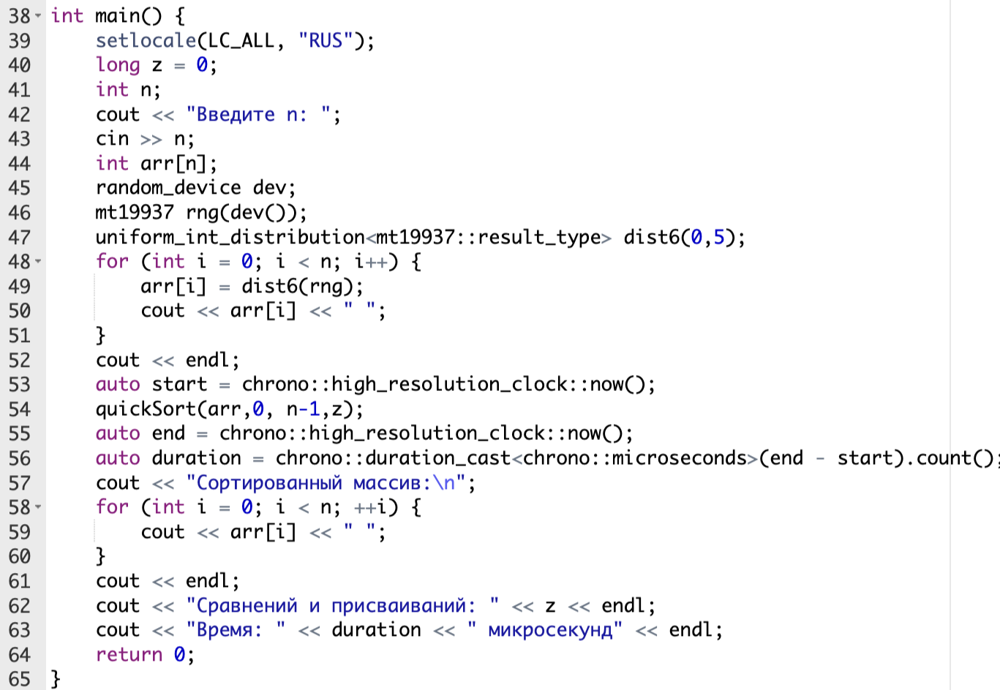 38 int main() {
39     setlocale(LC_ALL, "RUS");
40     long z = 0;
41     int n;
42     cout << "Введите n: ";
43     cin >> n;
44     int arr[n];
45     random_device dev;
46     mt19937 rng(dev());
47     uniform_int_distribution<mt19937::result_type> dist6(0,5);
48     for (int i = 0; i < n; i++) {
49         arr[i] = dist6(rng);
50         cout << arr[i] << " ";
51     }
52     cout << endl;
53     auto start = chrono::high_resolution_clock::now();
54     quickSort(arr,0, n-1,z);
55     auto end = chrono::high_resolution_clock::now();
56     auto duration = chrono::duration_cast<chrono::microseconds>(end - start).count();
57     cout << "Сортированный массив:\n";
58     for (int i = 0; i < n; ++i) {
59         cout << arr[i] << " ";
60     }
61     cout << endl;
62     cout << "Сравнений и присваиваний: " << z << endl;
63     cout << "Время: " << duration << " микросекунд" << endl;
64     return 0;
65 }